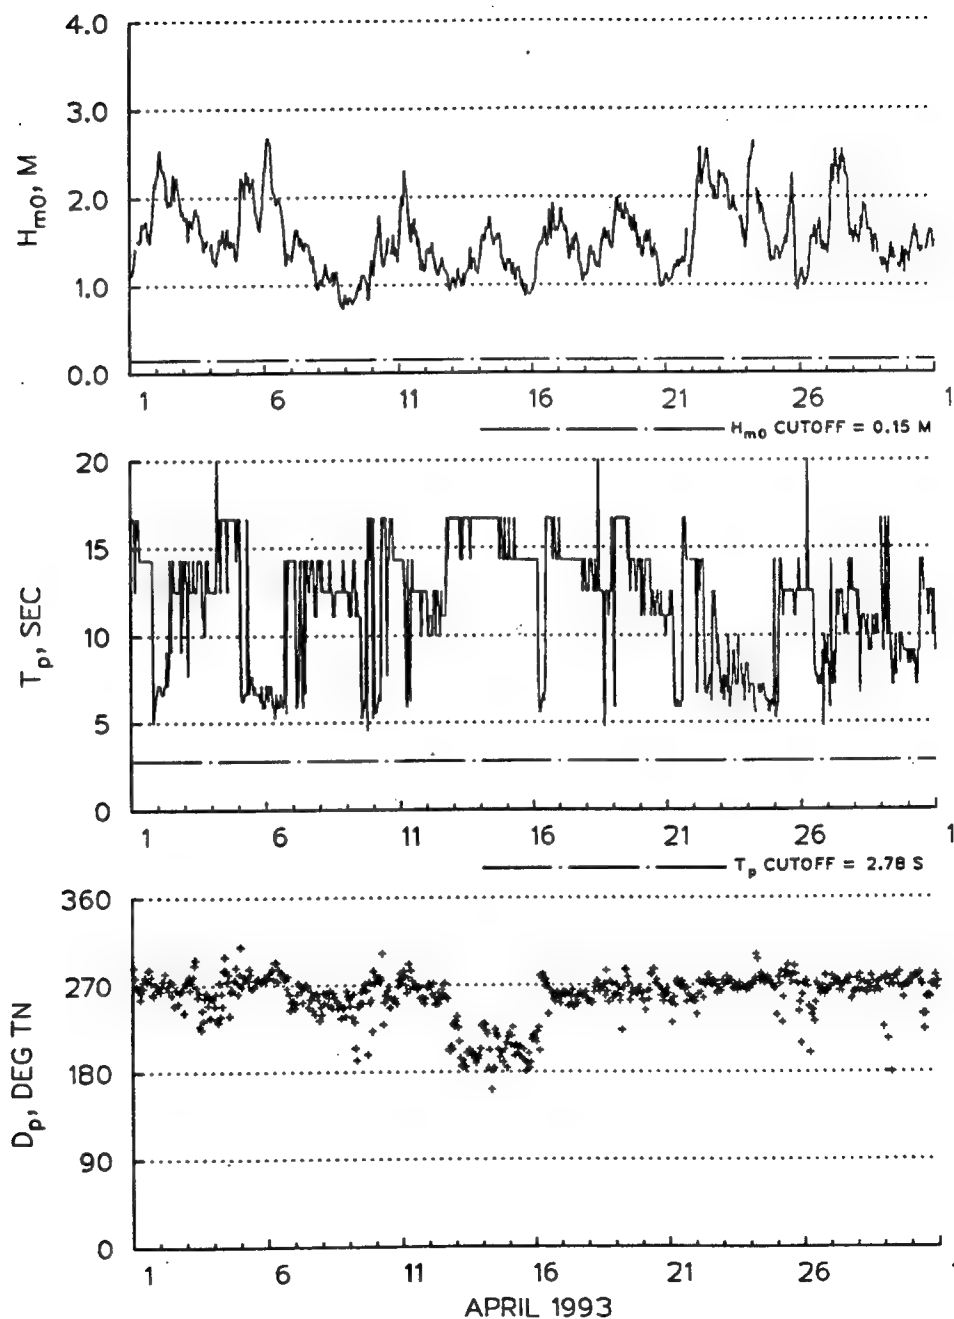 4.0
3.0
2.0
1.0
0.0
H_m0, M
1 6 11 16 21 26 1
H_m0 CUTOFF = 0.15 M
20
15
10
5
0
T_p, SEC
1 6 11 16 21 26 1
T_p CUTOFF = 2.78 S
360
270
180
90
0
D_p, DEG TN
1 6 11 16 21 26
APRIL 1993